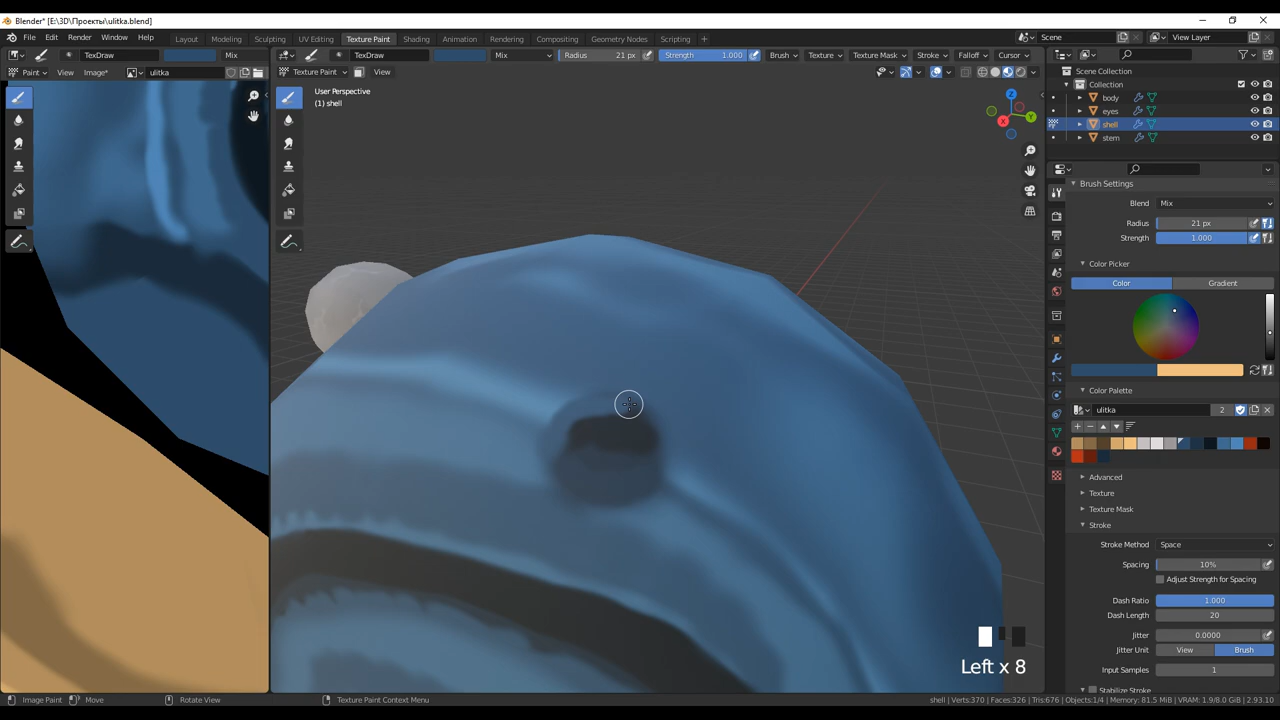 Blender* [E:\3D\Проекты\ulitka.blend]
File Edit Render Window Help Layout Modeling Sculpting UV Editing Texture Paint Shading Animation Rendering Compositing Geometry Nodes Scripting Scene View Layer
TexDraw Mix TexDraw Mix Radius 21 px Strength 1.000 Brush Texture Texture Mask Stroke Falloff Cursor
Paint View Image* ulitka Texture Paint View
User Perspective
(1) shell
Z
Y
X
Scene Collection
Collection
body
eyes
shell
stem
Brush Settings
Blend Mix
Radius 21 px
Strength 1.000
Color Picker
Color Gradient
Color Palette
ulitka 2
Advanced
Texture
Texture Mask
Stroke
Stroke Method Space
Spacing 10%
Adjust Strength for Spacing
Dash Ratio 1.000
Dash Length 20
Jitter 0.0000
Jitter Unit View Brush
Input Samples 1
Stabilize Stroke
Left x 8
Image Paint Move Rotate View Texture Paint Context Menu shell | Verts:370 | Faces:326 | Tris:676 | Objects:1/4 | Memory: 81.5 MiB | VRAM: 1.9/8.0 GiB | 2.93.10